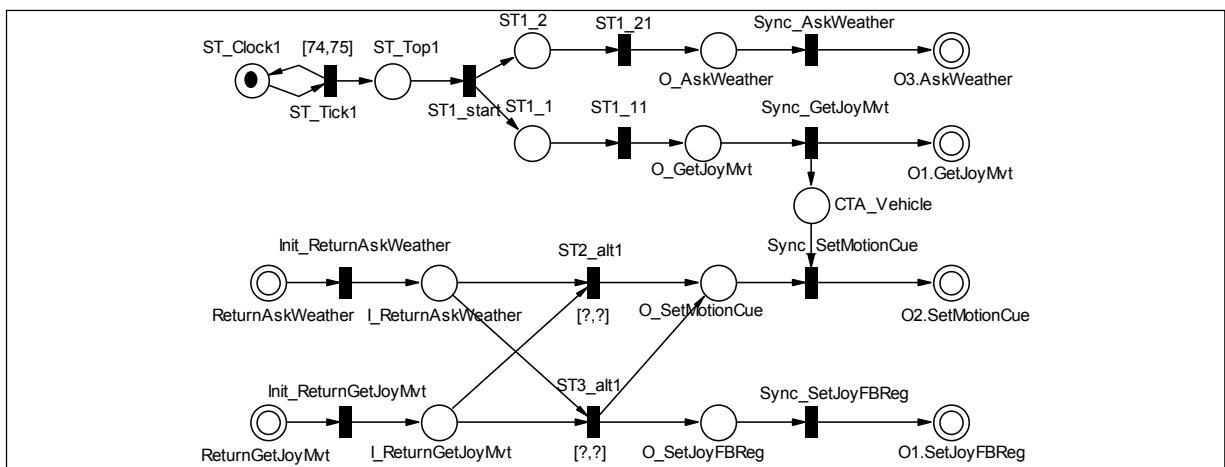 ST_Clock1
[74,75]
ST_Top1
ST1_2
ST1_21
Sync_AskWeather
ST_Tick1
ST1_start
O_AskWeather
O3.AskWeather
ST1_1
ST1_11
Sync_GetJoyMvt
O_GetJoyMvt
O1.GetJoyMvt
CTA_Vehicle
Init_ReturnAskWeather
ST2_alt1
Sync_SetMotionCue
ReturnAskWeather
I_ReturnAskWeather
[?,?]
O_SetMotionCue
O2.SetMotionCue
Init_ReturnGetJoyMvt
ST3_alt1
Sync_SetJoyFBReg
ReturnGetJoyMvt
I_ReturnGetJoyMvt
[?,?]
O_SetJoyFBReg
O1.SetJoyFBReg